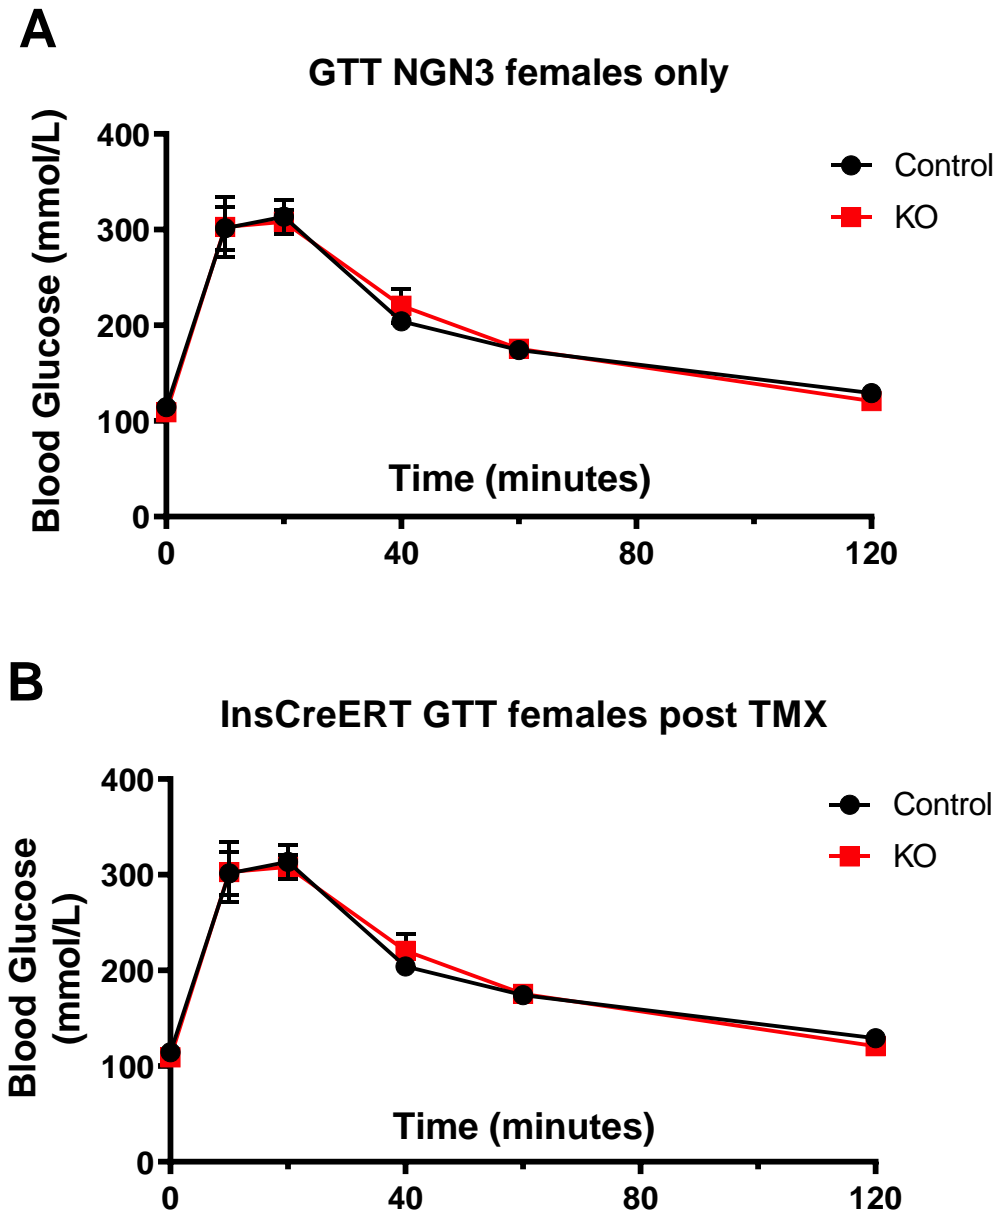 A
GTT NGN3 females only
Blood Glucose (mmol/L)
400
300
200
100
0
Control
KO
Time (minutes)
0 40 80 120
B
InsCreERT GTT females post TMX
Blood Glucose
(mmol/L)
400
300
200
100
0
Control
KO
Time (minutes)
0 40 80 120